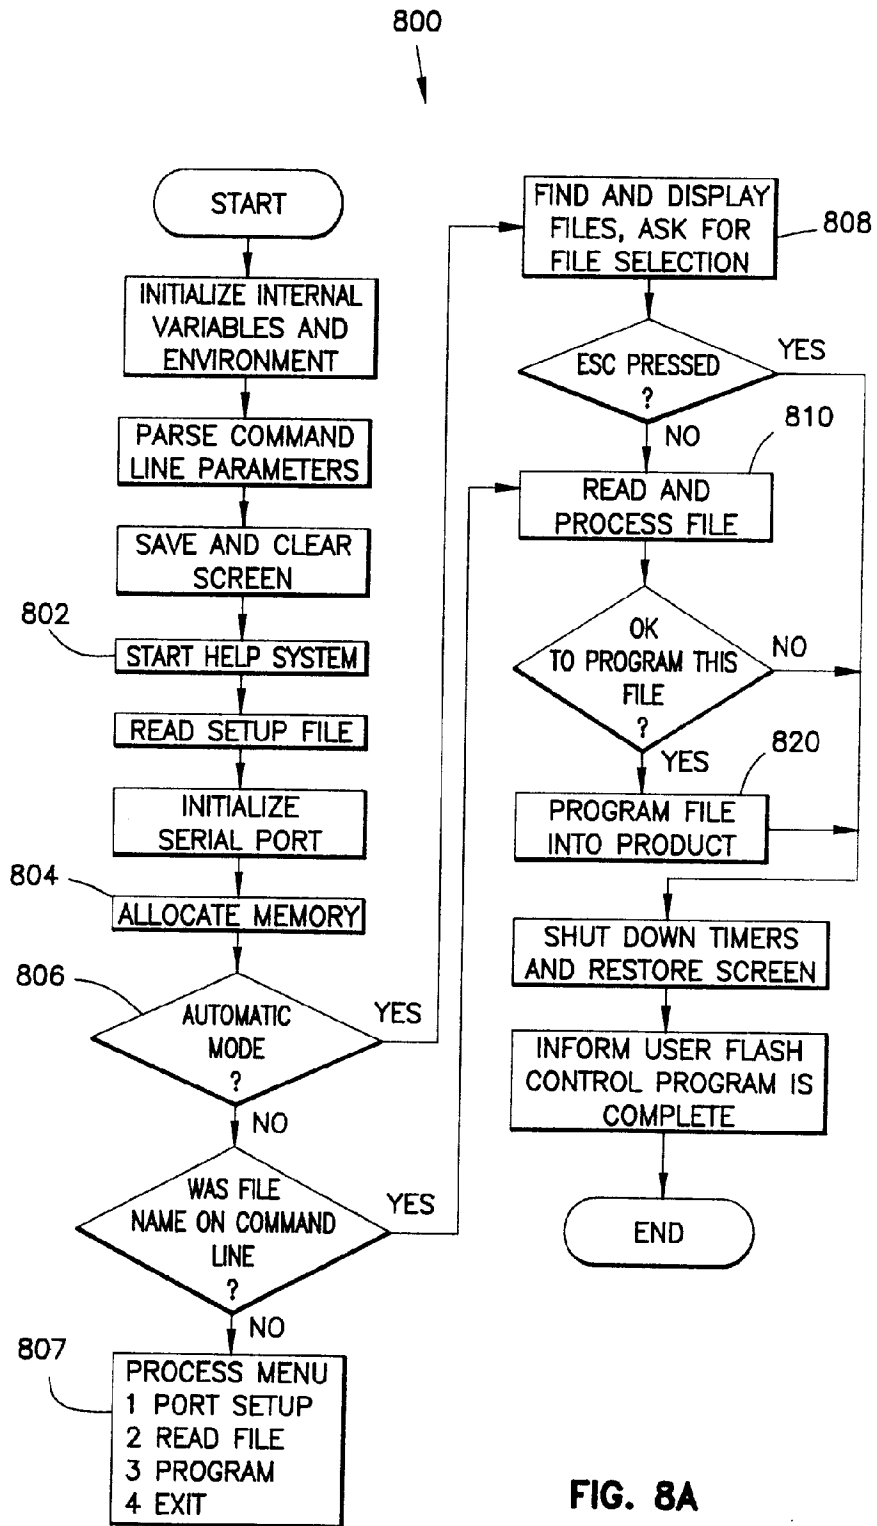 800
START
INITIALIZE INTERNAL
VARIABLES AND
ENVIRONMENT
PARSE COMMAND
LINE PARAMETERS
SAVE AND CLEAR
SCREEN
802
START HELP SYSTEM
READ SETUP FILE
INITIALIZE
SERIAL PORT
804
ALLOCATE MEMORY
806
AUTOMATIC
MODE
?
YES
NO
WAS FILE
NAME ON COMMAND
LINE
?
YES
NO
807
PROCESS MENU
1 PORT SETUP
2 READ FILE
3 PROGRAM
4 EXIT
FIND AND DISPLAY
FILES, ASK FOR
FILE SELECTION
808
ESC PRESSED
?
YES
NO
810
READ AND
PROCESS FILE
OK
TO PROGRAM THIS
FILE
?
NO
YES
820
PROGRAM FILE
INTO PRODUCT
SHUT DOWN TIMERS
AND RESTORE SCREEN
INFORM USER FLASH
CONTROL PROGRAM IS
COMPLETE
END
FIG. 8A